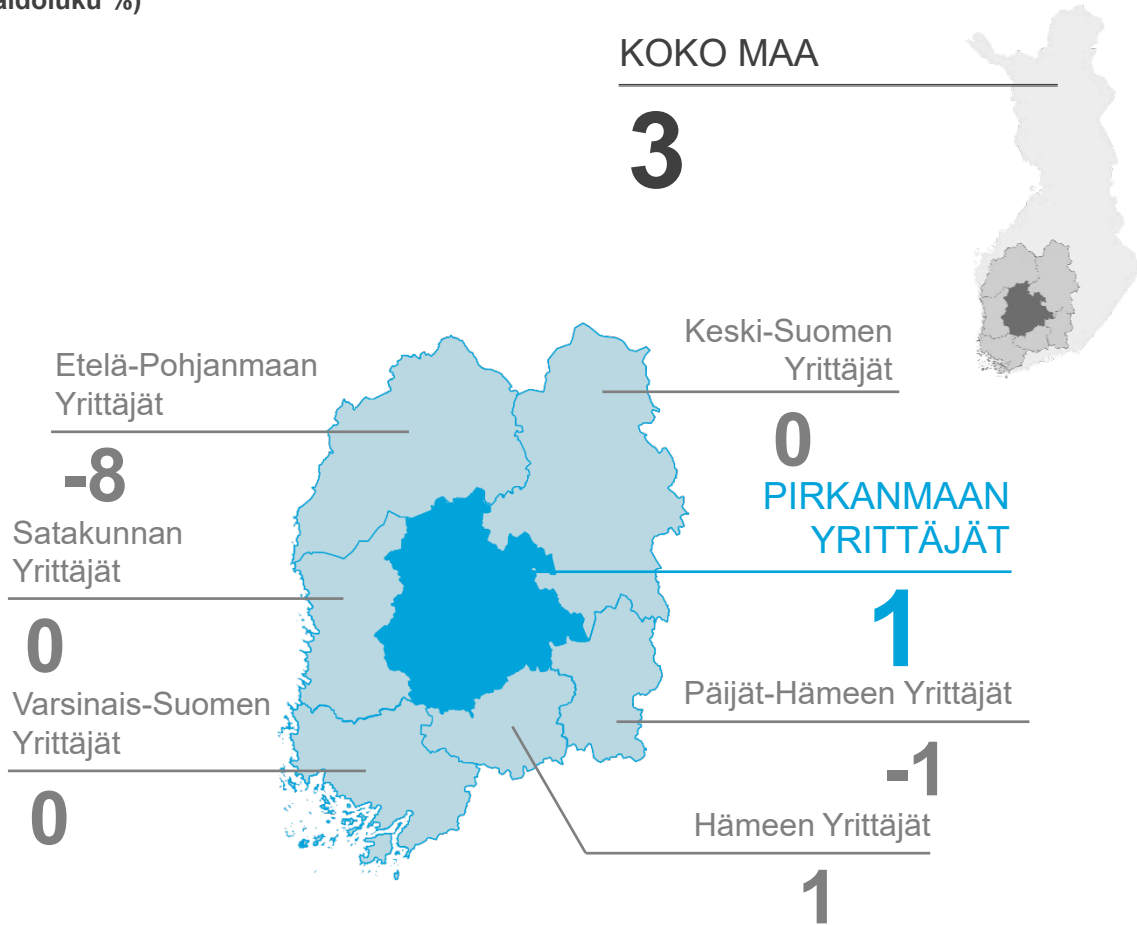 KOKO MAA
3
Keski-Suomen
Yrittäjät
0
Etelä-Pohjanmaan
Yrittäjät
-8
PIRKANMAAN
YRITTÄJÄT
1
Satakunnan
Yrittäjät
0
Päijät-Hämeen Yrittäjät
-1
Varsinais-Suomen
Yrittäjät
0
Hämeen Yrittäjät
1